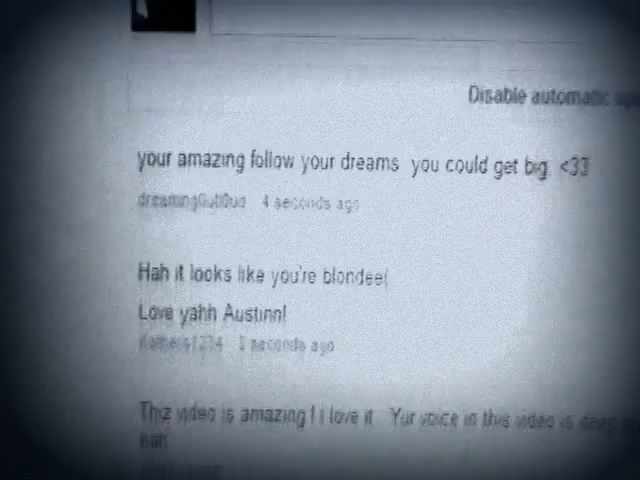 Disable automatic
your amazing follow your dreams you could get big. <33
4 seconds ago
Hah it looks like you're blondee(
Love yahh Austinn!
seconds ago
Thiz video is amazing ! i love it Yur voice in this video is deep